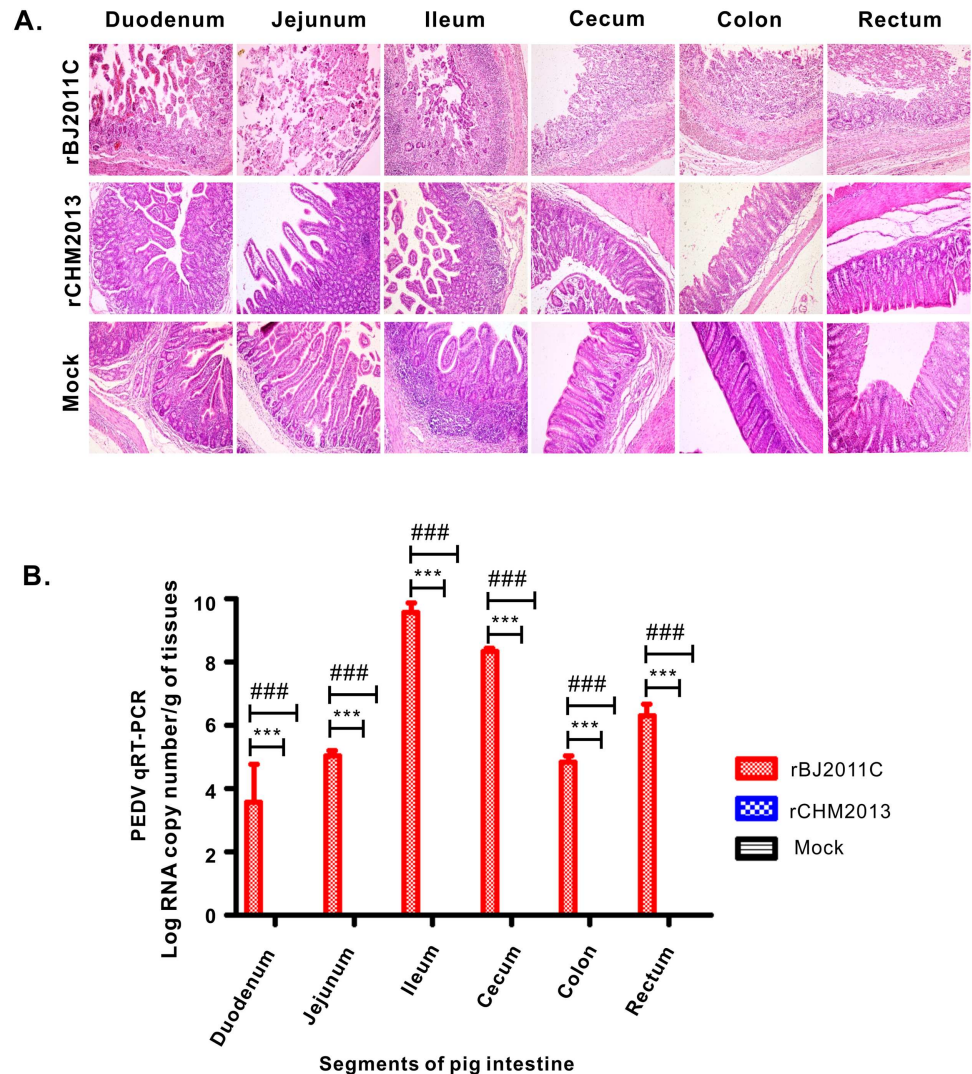 A.
Duodenum Jejunum Ileum Cecum Colon Rectum
rBJ2011C
rCHM2013
Mock
B.
PEDV qRT-PCR
Log RNA copy number/g of tissues
10
8
6
4
2
0
###
***
###
***
###
***
###
***
###
***
###
***
rBJ2011C
rCHM2013
Mock
Duodenum
Jejunum
Ileum
Cecum
Colon
Rectum
Segments of pig intestine